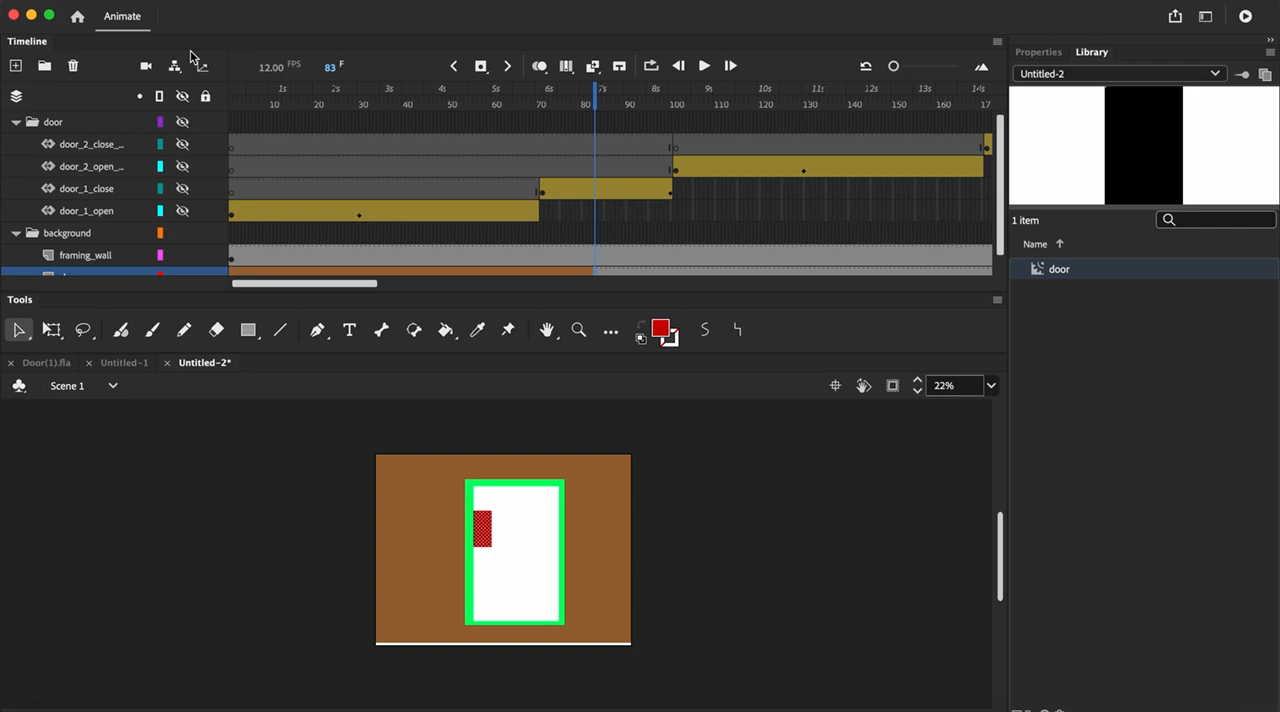 Animate
Timeline
12.00 FPS 83 F
1s 2s 3s 4s 5s 6s 7s 8s 9s 10s 11s 12s 13s 14s
10 20 30 40 50 60 70 80 90 100 110 120 130 140 150 160 17
door
door_2_close_...
door_2_open_...
door_1_close
door_1_open
background
framing_wall
Tools
Door(1).fla Untitled-1 Untitled-2*
Scene 1
22%
Properties Library
Untitled-2
1 item
Name
door